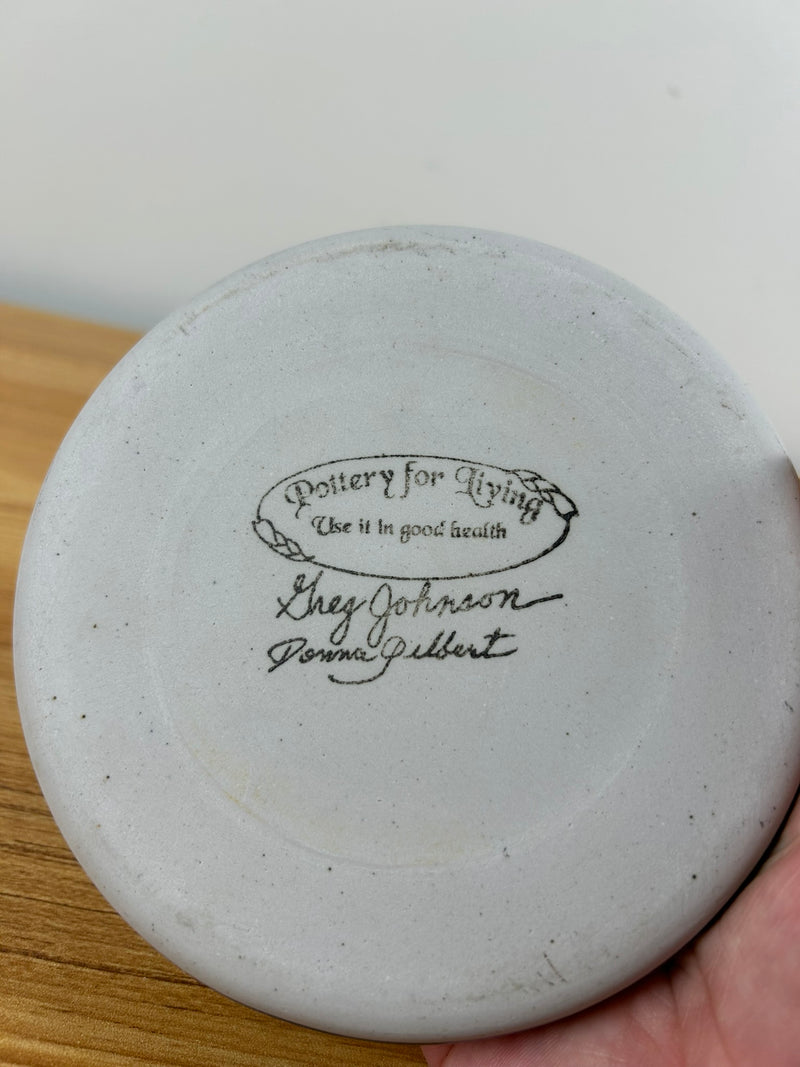 Pottery for Living
Use it in good health
Greg Johnson
Donna Gilbert